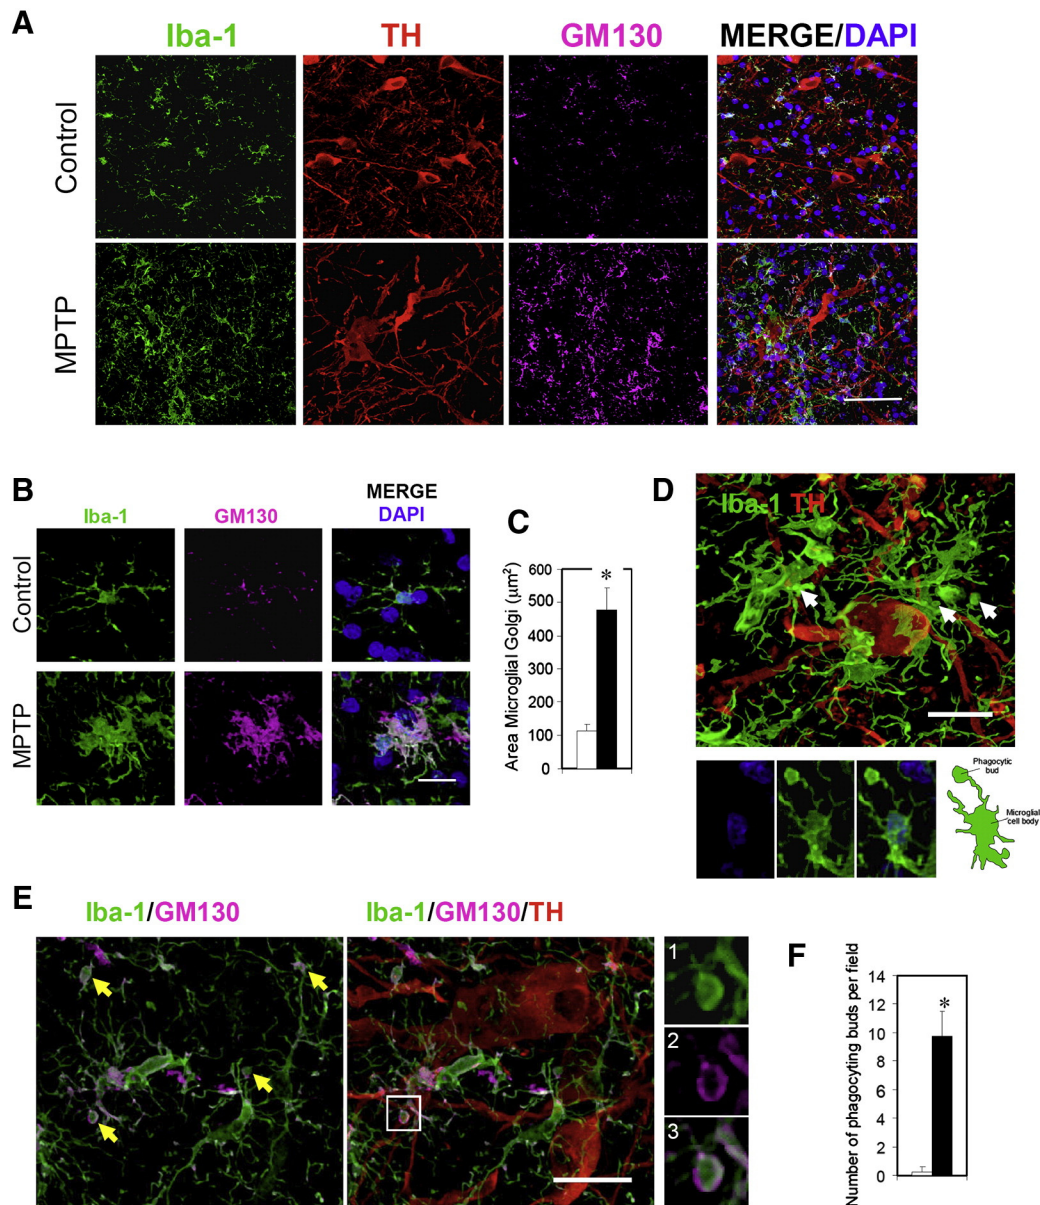 A
Iba-1 TH GM130 MERGE/DAPI
Control
MPTP
B
Iba-1 GM130 MERGE
DAPI
Control
MPTP
C
Area Microglial Golgi (µm²)
600
500
400
300
200
100
0
*
D
Iba-1 TH
Phagocytic
bud
Microglial
cell body
E
Iba-1/GM130 Iba-1/GM130/TH
1
2
3
F
Number of phagocyting buds per field
14
12
10
8
6
4
2
0
*